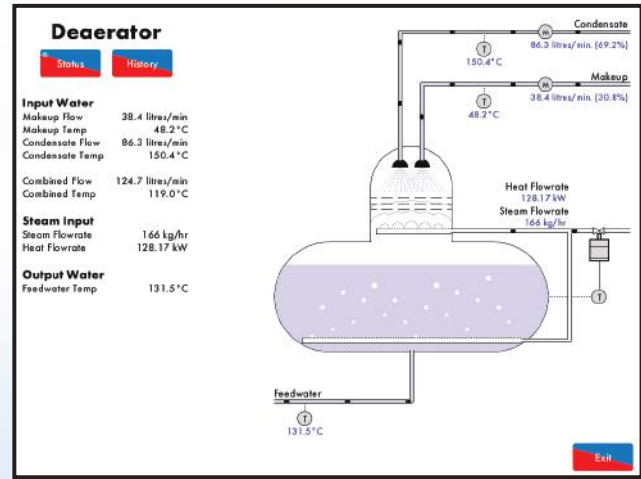 Deaerator
Status
History
Input Water
Makeup Flow 38.4 litres/min
Makeup Temp 48.2°C
Condensate Flow 86.3 litres/min
Condensate Temp 150.4°C
Combined Flow 124.7 litres/min
Combined Temp 119.0°C
Steam Input
Steam Flowrate 166 kg/hr
Heat Flowrate 128.17 kW
Output Water
Feedwater Temp 131.5°C
Condensate
M
86.3 litres/min. (69.2%)
T
150.4°C
Makeup
M
38.4 litres/min. (30.8%)
T
48.2°C
Heat Flowrate
128.17 kW
Steam Flowrate
166 kg/hr
T
Feedwater
T
131.5°C
Exit